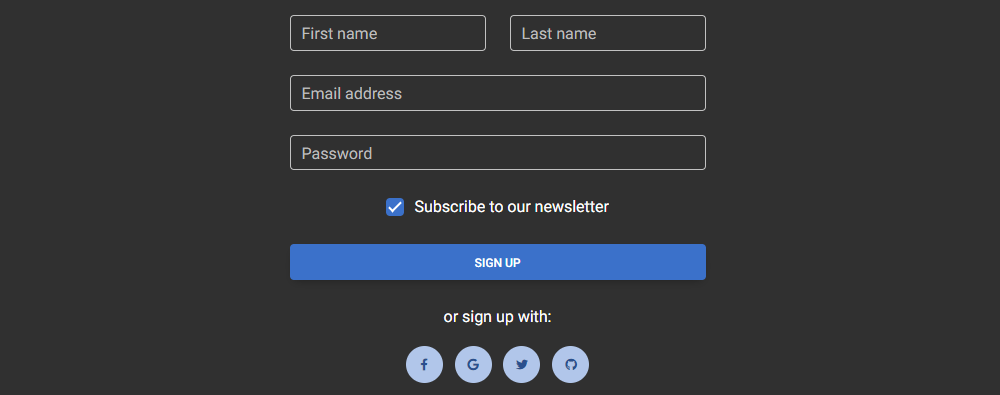 First name Last name
Email address
Password
Subscribe to our newsletter
SIGN UP
or sign up with: